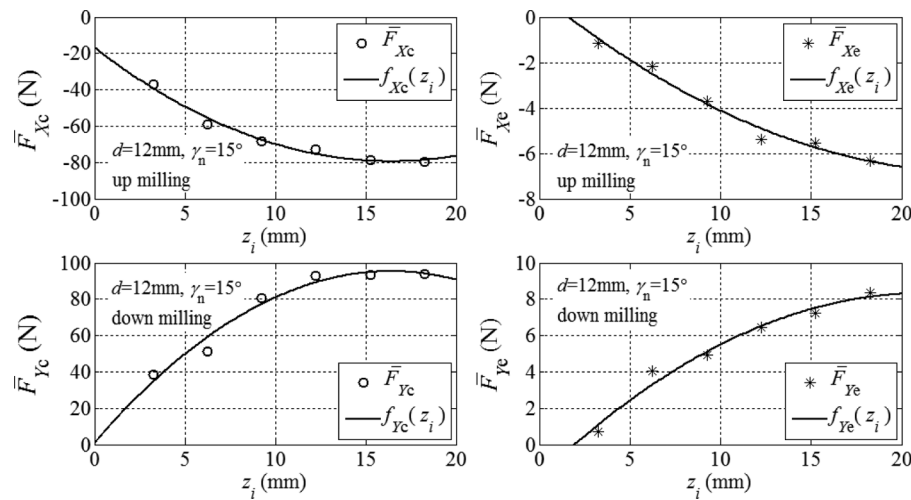 0
-20
-40
-60
-80
-100
F̄Xc (N)
F̄Xc
fXc(zi)
d=12mm, γn=15°
up milling
0 5 10 15 20
zi (mm)
0
-2
-4
-6
-8
F̄Xe (N)
F̄Xe
fXe(zi)
d=12mm, γn=15°
up milling
0 5 10 15 20
zi (mm)
100
80
60
40
20
0
F̄Yc (N)
d=12mm, γn=15°
down milling
F̄Yc
fYc(zi)
0 5 10 15 20
zi (mm)
10
8
6
4
2
0
F̄Ye (N)
d=12mm, γn=15°
down milling
F̄Ye
fYe(zi)
0 5 10 15 20
zi (mm)